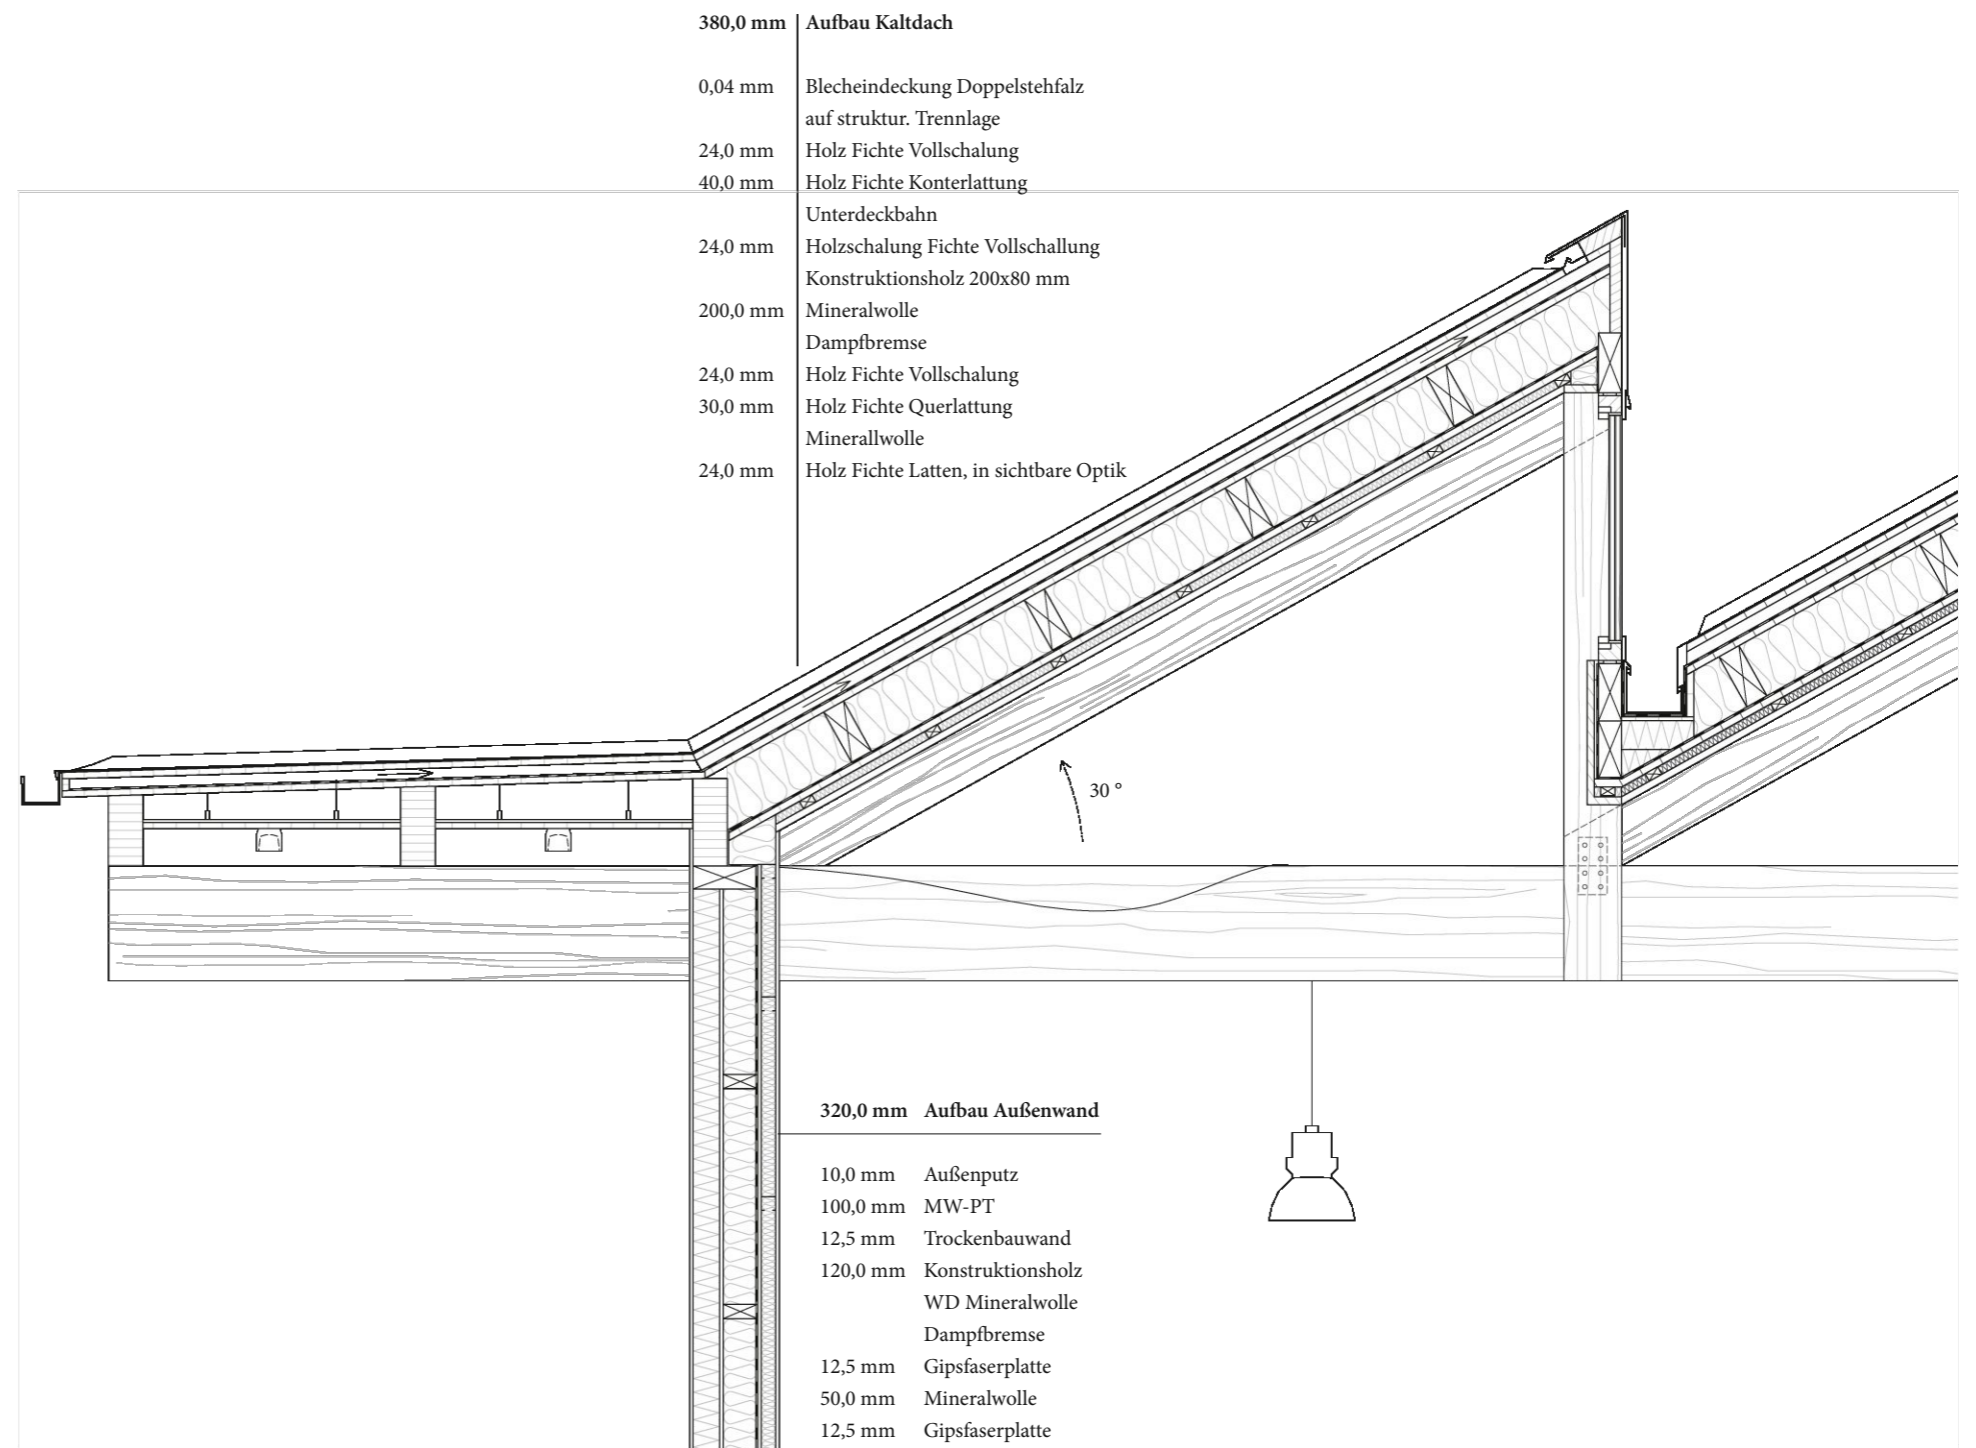 380,0 mm Aufbau Kaltdach
0,04 mm Blecheindeckung Doppelstehfalz
auf struktur. Trennlage
24,0 mm Holz Fichte Vollschalung
40,0 mm Holz Fichte Konterlattung
Unterdeckbahn
24,0 mm Holzschalung Fichte Vollschallung
Konstruktionsholz 200x80 mm
200,0 mm Mineralwolle
Dampfbremse
24,0 mm Holz Fichte Vollschalung
30,0 mm Holz Fichte Querlattung
Minerallwolle
24,0 mm Holz Fichte Latten, in sichtbare Optik
30 °
320,0 mm Aufbau Außenwand
10,0 mm Außenputz
100,0 mm MW-PT
12,5 mm Trockenbauwand
120,0 mm Konstruktionsholz
WD Mineralwolle
Dampfbremse
12,5 mm Gipsfaserplatte
50,0 mm Mineralwolle
12,5 mm Gipsfaserplatte